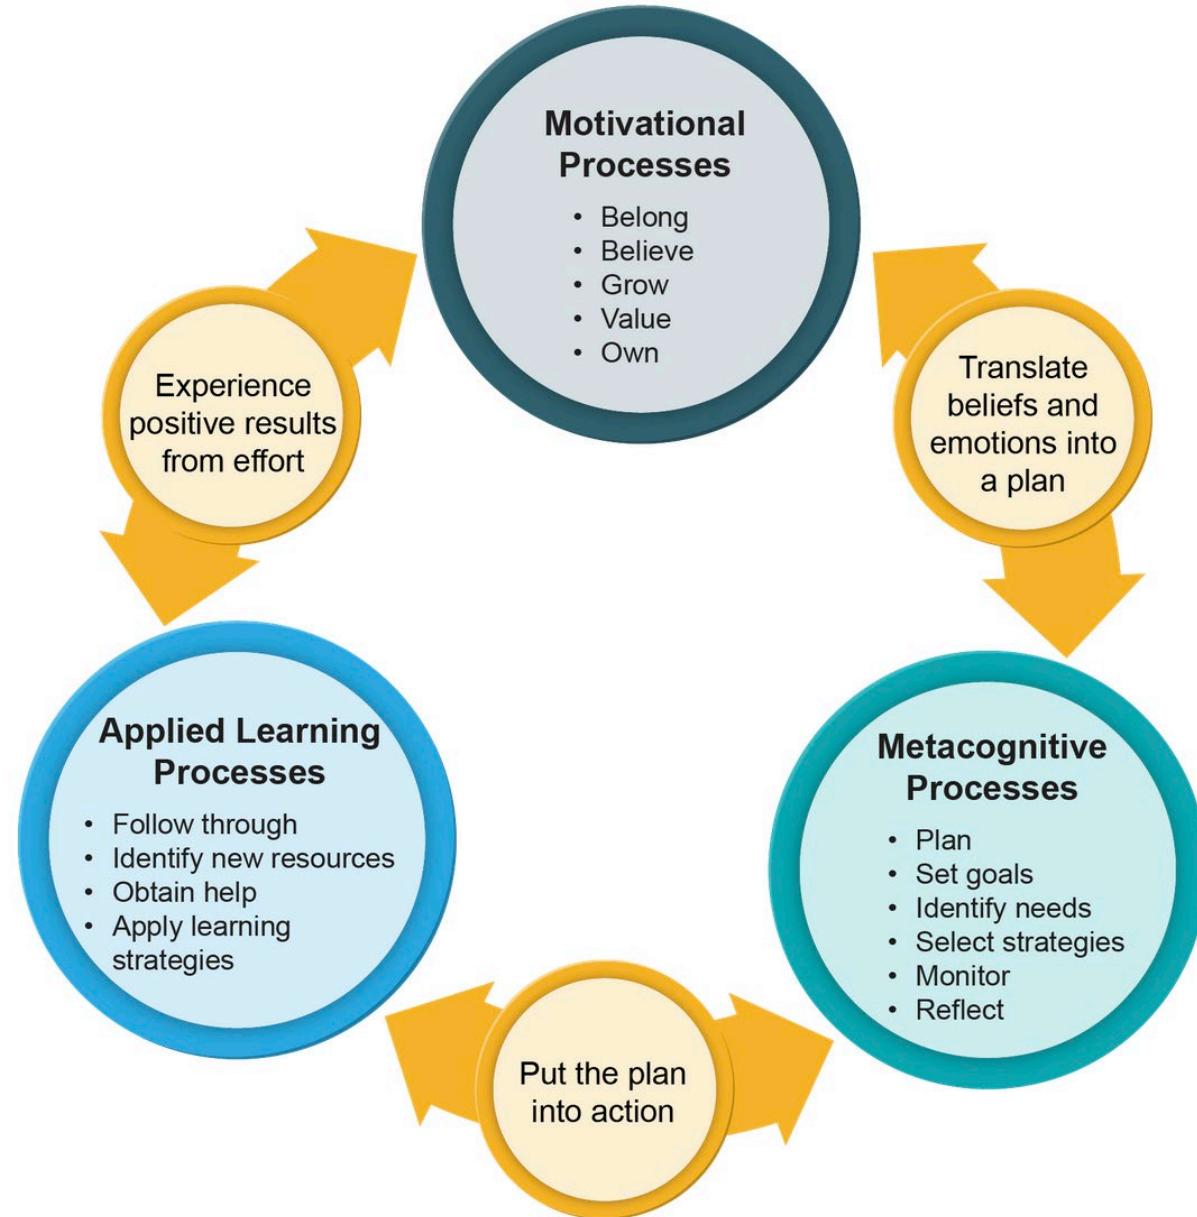 Motivational
Processes
• Belong
• Believe
• Grow
• Value
• Own
Translate
beliefs and
emotions into
a plan
Metacognitive
Processes
• Plan
• Set goals
• Identify needs
• Select strategies
• Monitor
• Reflect
Put the plan
into action
Applied Learning
Processes
• Follow through
• Identify new resources
• Obtain help
• Apply learning
strategies
Experience
positive results
from effort